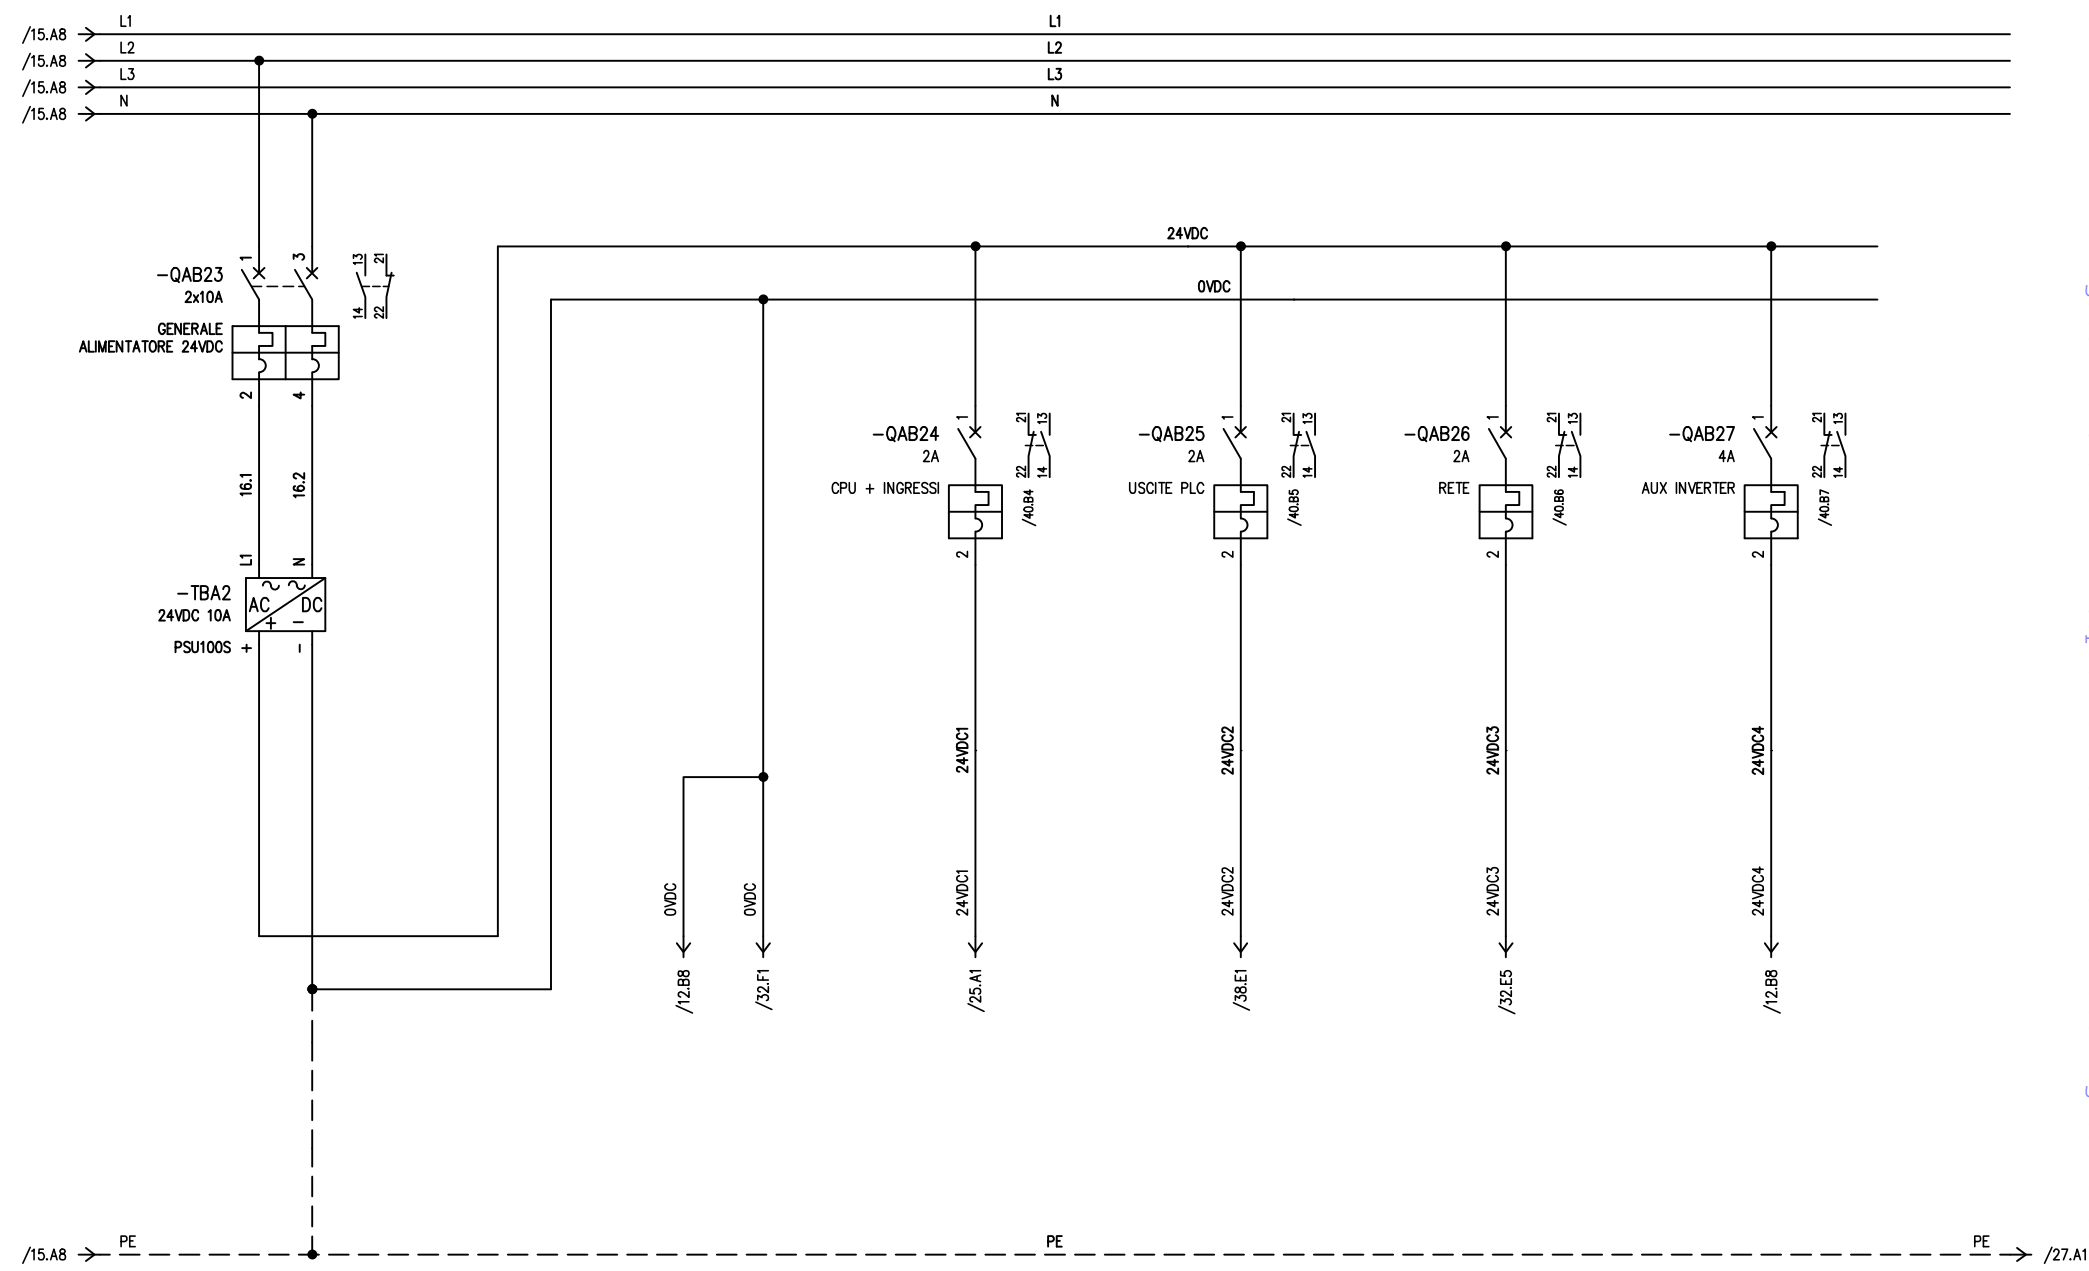 L1 L1
/15.A8
L2 L2
/15.A8
L3 L3
/15.A8
N N
/15.A8
24VDC
0VDC
-QAB23
2x10A
GENERALE
ALIMENTATORE 24VDC
1 3 13 21
14 22
2 4
16.1 16.2
L1 N
-TBA2
24VDC 10A
PSU100S + -
AC DC
+ -
-QAB24
2A
CPU + INGRESSI
1 21 13
22 14
/40.B4
2
-QAB25
2A
USCITE PLC
1 21 13
22 14
/40.B5
2
-QAB26
2A
RETE
1 21 13
22 14
/40.B6
2
-QAB27
4A
AUX INVERTER
1 21 13
22 14
/40.B7
2
24VDC1 24VDC2 24VDC3 24VDC4
0VDC 0VDC 24VDC1 24VDC2 24VDC3 24VDC4
/12.B8 /32.F1 /25.A1 /38.E1 /32.E5 /12.B8
PE PE PE
/15.A8 /27.A1